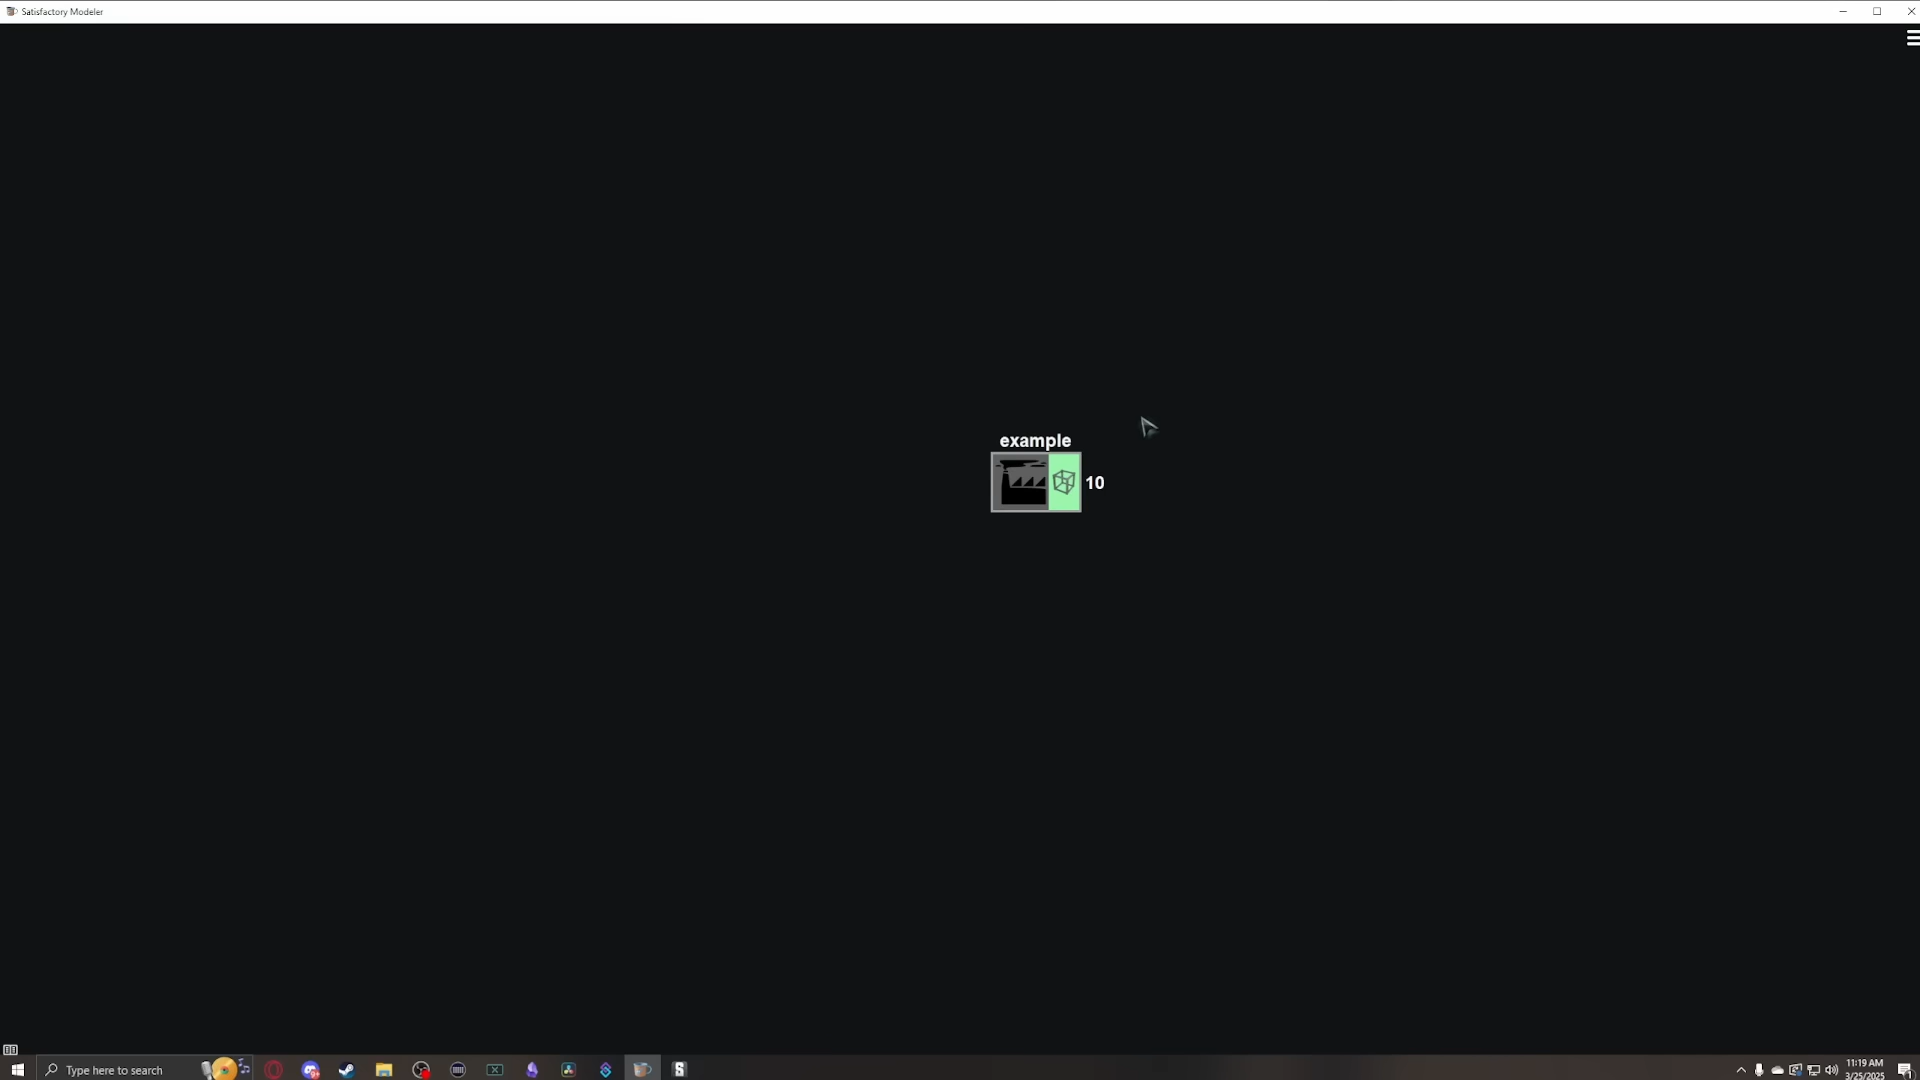 Satisfactory Modeler
example
10
Type here to search
11:19 AM
3/25/2025